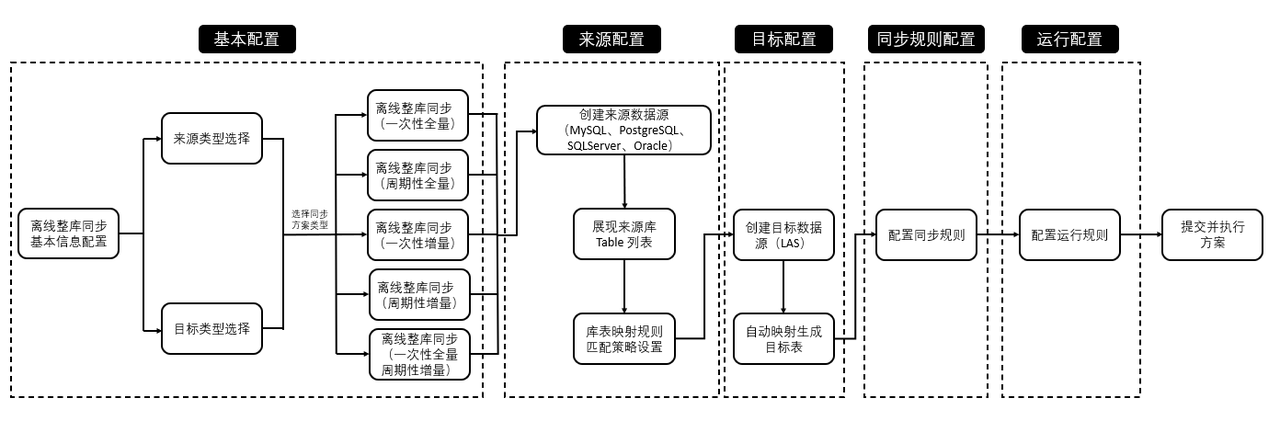 基本配置
来源配置
目标配置
同步规则配置
运行配置
离线整库同步
基本信息配置
来源类型选择
目标类型选择
选择同步
方案类型
离线整库同步
（一次性全量）
离线整库同步
（周期性全量）
离线整库同步
（一次性增量）
离线整库同步
（周期性增量）
离线整库同步
（一次性全量
周期性增量）
创建来源数据源
（MySQL、PostgreSQL、
SQLServer、Oracle）
展现来源库
Table 列表
库表映射规则
匹配策略设置
创建目标数据
源（LAS）
自动映射生成
目标表
配置同步规则
配置运行规则
提交并执行
方案